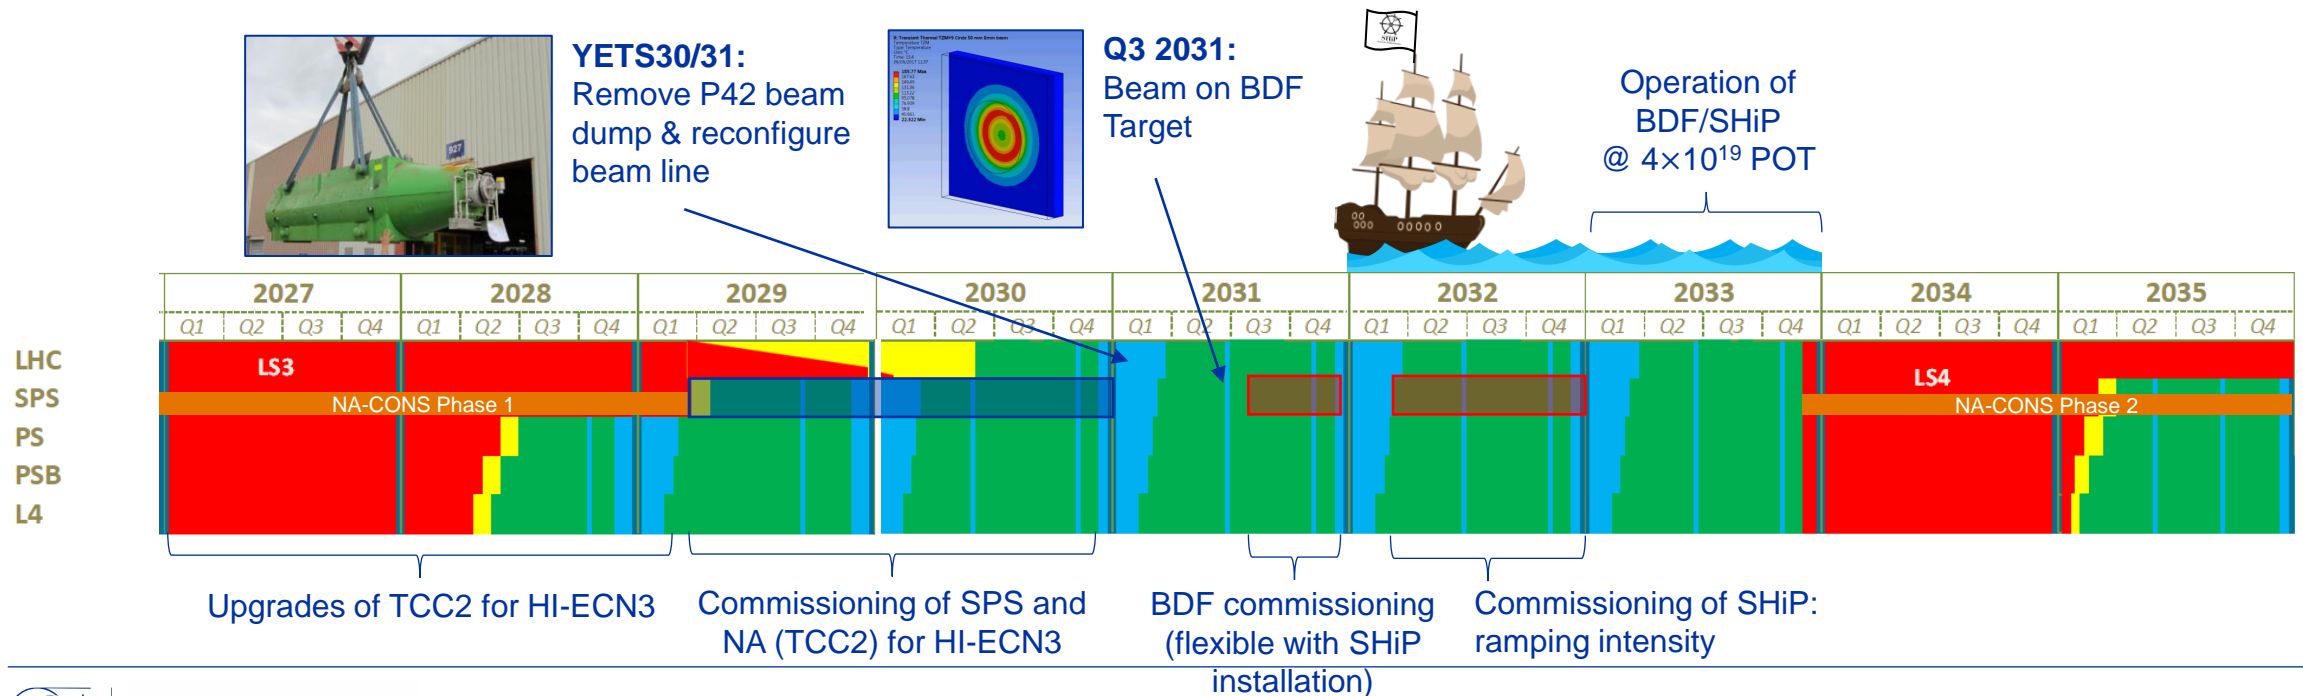 YETS30/31:
Remove P42 beam
dump & reconfigure
beam line
927
Q3 2031:
Beam on BDF
Target
SHiP
Operation of
BDF/SHiP
@ 4×10¹⁹ POT
2027 2028 2029 2030 2031 2032 2033 2034 2035
Q1 Q2 Q3 Q4 Q1 Q2 Q3 Q4 Q1 Q2 Q3 Q4 Q1 Q2 Q3 Q4 Q1 Q2 Q3 Q4 Q1 Q2 Q3 Q4 Q1 Q2 Q3 Q4 Q1 Q2 Q3 Q4 Q1 Q2 Q3 Q4
LHC
LS3
LS4
SPS
NA-CONS Phase 1
NA-CONS Phase 2
PS
PSB
L4
Upgrades of TCC2 for HI-ECN3
Commissioning of SPS and
NA (TCC2) for HI-ECN3
BDF commissioning
(flexible with SHiP
installation)
Commissioning of SHiP:
ramping intensity